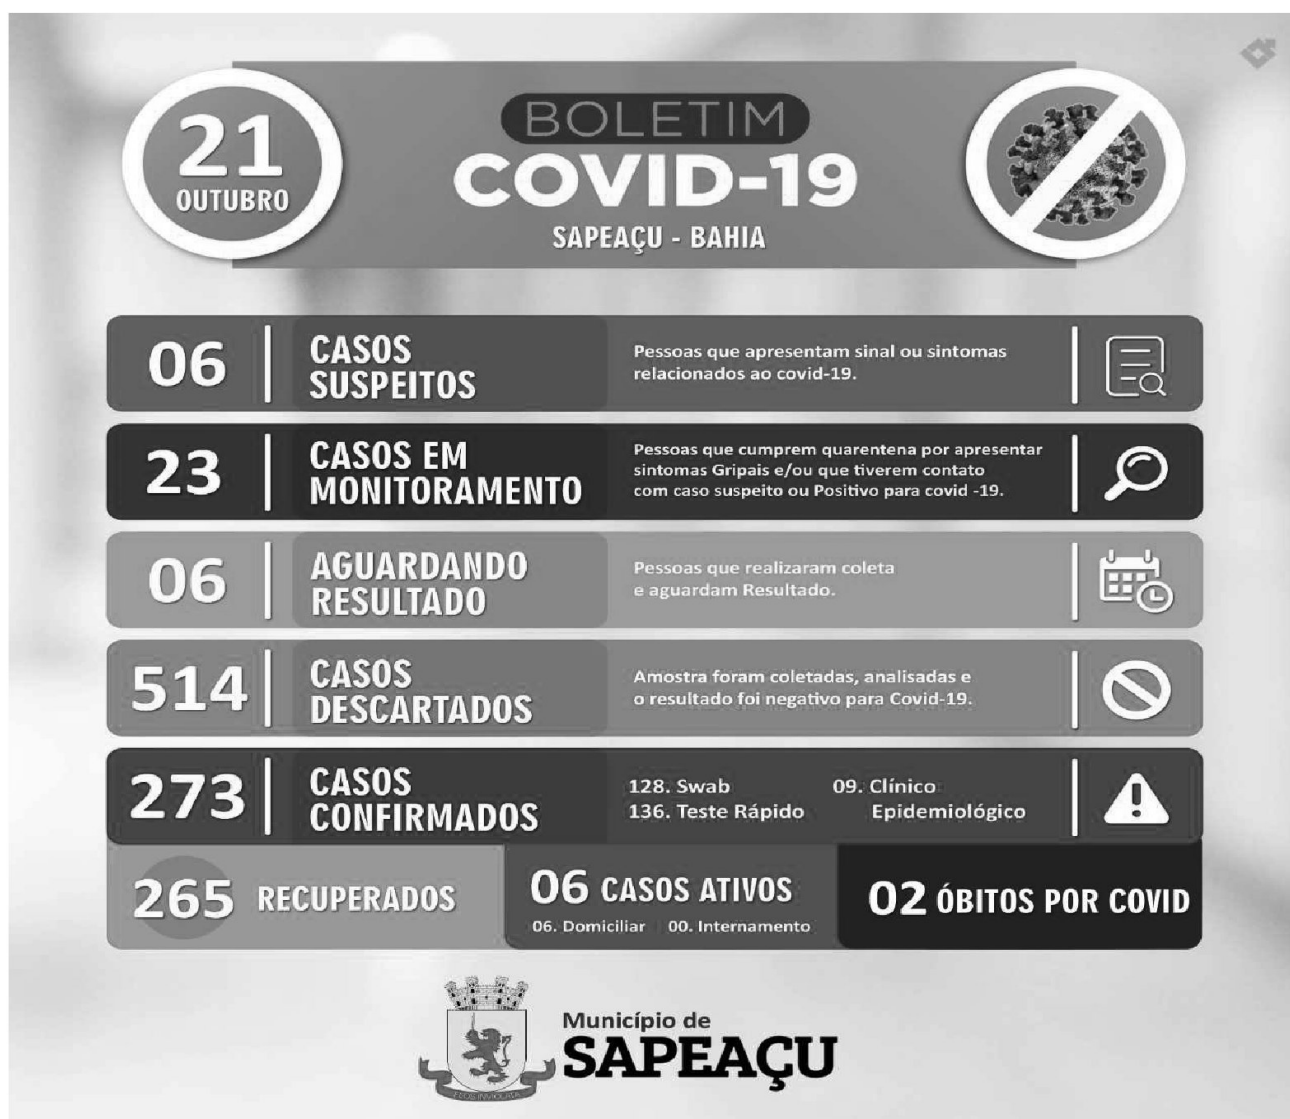 21
OUTUBRO
BOLETIM
COVID-19
SAPEAÇU - BAHIA
06
CASOS
SUSPEITOS
Pessoas que apresentam sinal ou sintomas
relacionados ao covid-19.
23
CASOS EM
MONITORAMENTO
Pessoas que cumprem quarentena por apresentar
sintomas Gripais e/ou que tiverem contato
com caso suspeito ou Positivo para covid -19.
06
AGUARDANDO
RESULTADO
Pessoas que realizaram coleta
e aguardam Resultado.
514
CASOS
DESCARTADOS
Amostra foram coletadas, analisadas e
o resultado foi negativo para Covid-19.
273
CASOS
CONFIRMADOS
128. Swab
136. Teste Rápido
09. Clínico
Epidemiológico
265 RECUPERADOS
06 CASOS ATIVOS
06. Domiciliar 00. Internamento
02 ÓBITOS POR COVID
Município de
SAPEAÇU